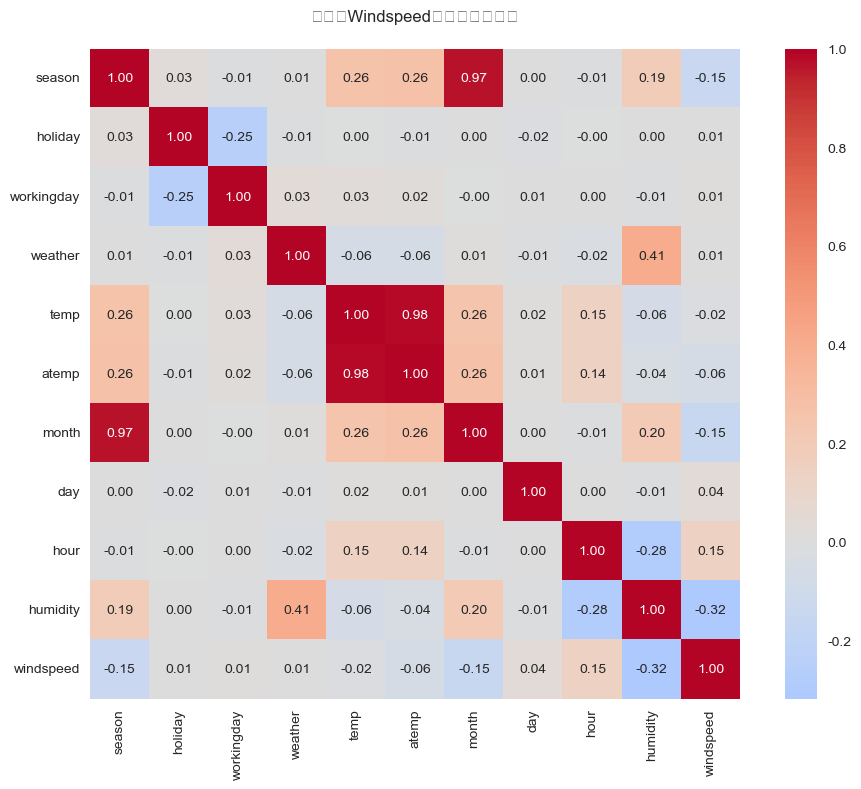 Windspeed
season 1.00 0.03 -0.01 0.01 0.26 0.26 0.97 0.00 -0.01 0.19 -0.15
holiday 0.03 1.00 -0.25 -0.01 0.00 -0.01 0.00 -0.02 -0.00 0.00 0.01
workingday -0.01 -0.25 1.00 0.03 0.03 0.02 -0.00 0.01 0.00 -0.01 0.01
weather 0.01 -0.01 0.03 1.00 -0.06 -0.06 0.01 -0.01 -0.02 0.41 0.01
temp 0.26 0.00 0.03 -0.06 1.00 0.98 0.26 0.02 0.15 -0.06 -0.02
atemp 0.26 -0.01 0.02 -0.06 0.98 1.00 0.26 0.01 0.14 -0.04 -0.06
month 0.97 0.00 -0.00 0.01 0.26 0.26 1.00 0.00 -0.01 0.20 -0.15
day 0.00 -0.02 0.01 -0.01 0.02 0.01 0.00 1.00 0.00 -0.01 0.04
hour -0.01 -0.00 0.00 -0.02 0.15 0.14 -0.01 0.00 1.00 -0.28 0.15
humidity 0.19 0.00 -0.01 0.41 -0.06 -0.04 0.20 -0.01 -0.28 1.00 -0.32
windspeed -0.15 0.01 0.01 0.01 -0.02 -0.06 -0.15 0.04 0.15 -0.32 1.00
season holiday workingday weather temp atemp month day hour humidity windspeed
1.0
0.8
0.6
0.4
0.2
0.0
-0.2